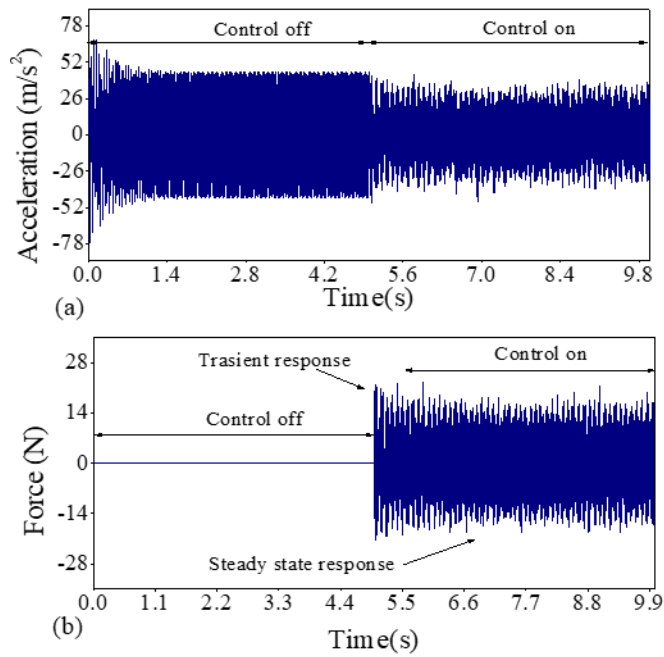 78
Control off
Control on
52
26
0
-26
-52
-78
Acceleration (m/s²)
0.0 1.4 2.8 4.2 5.6 7.0 8.4 9.8
Time(s)
(a)
28
Trasient response
Control on
14
Control off
0
-14
Steady state response
-28
Force (N)
0.0 1.1 2.2 3.3 4.4 5.5 6.6 7.7 8.8 9.9
(b)
Time(s)